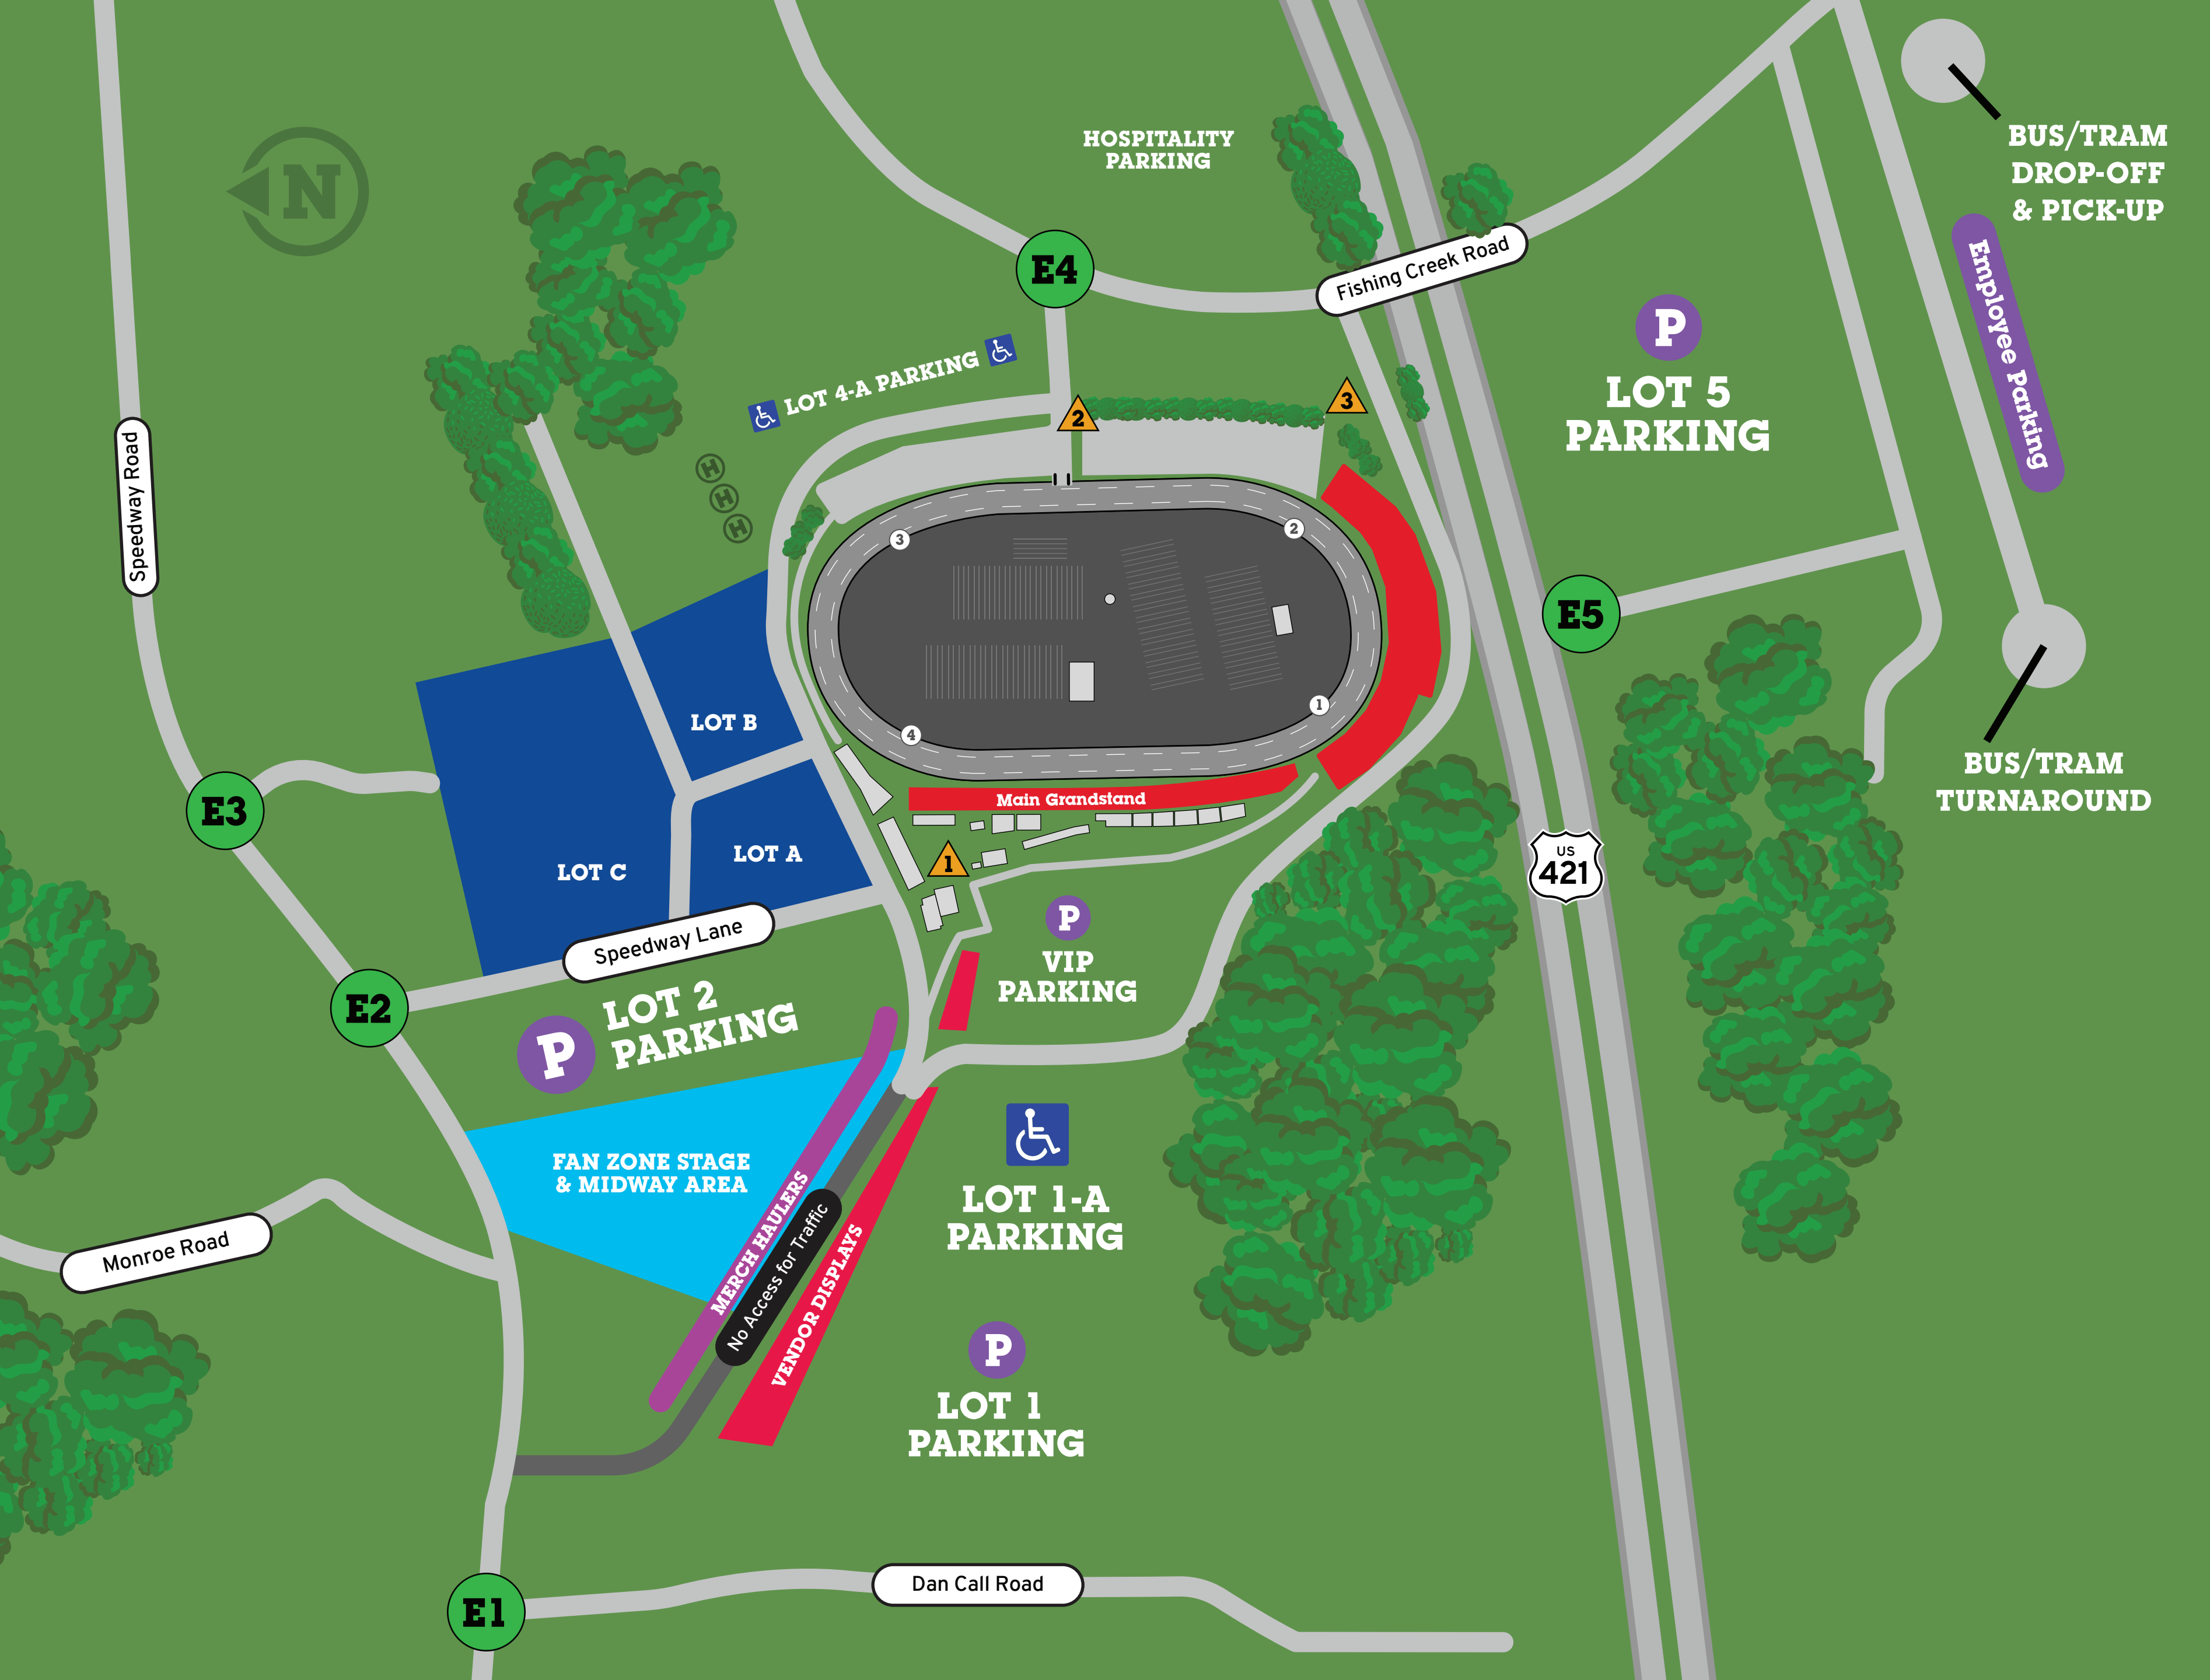 HOSPITALITY
PARKING
BUS/TRAM
DROP-OFF
& PICK-UP
N
E4
Fishing Creek Road
Employee Parking
P
LOT 5
PARKING
LOT 4-A PARKING
2
3
Speedway Road
H
H
H
3
2
E5
1
4
LOT B
BUS/TRAM
TURNAROUND
E3
Main Grandstand
LOT A
LOT C
1
US
421
P
VIP
PARKING
Speedway Lane
E2
LOT 2
PARKING
P
FAN ZONE STAGE
& MIDWAY AREA
MERCH HAULERS
No Access for Traffic
VENDOR DISPLAYS
LOT 1-A
PARKING
Monroe Road
P
LOT 1
PARKING
E1
Dan Call Road